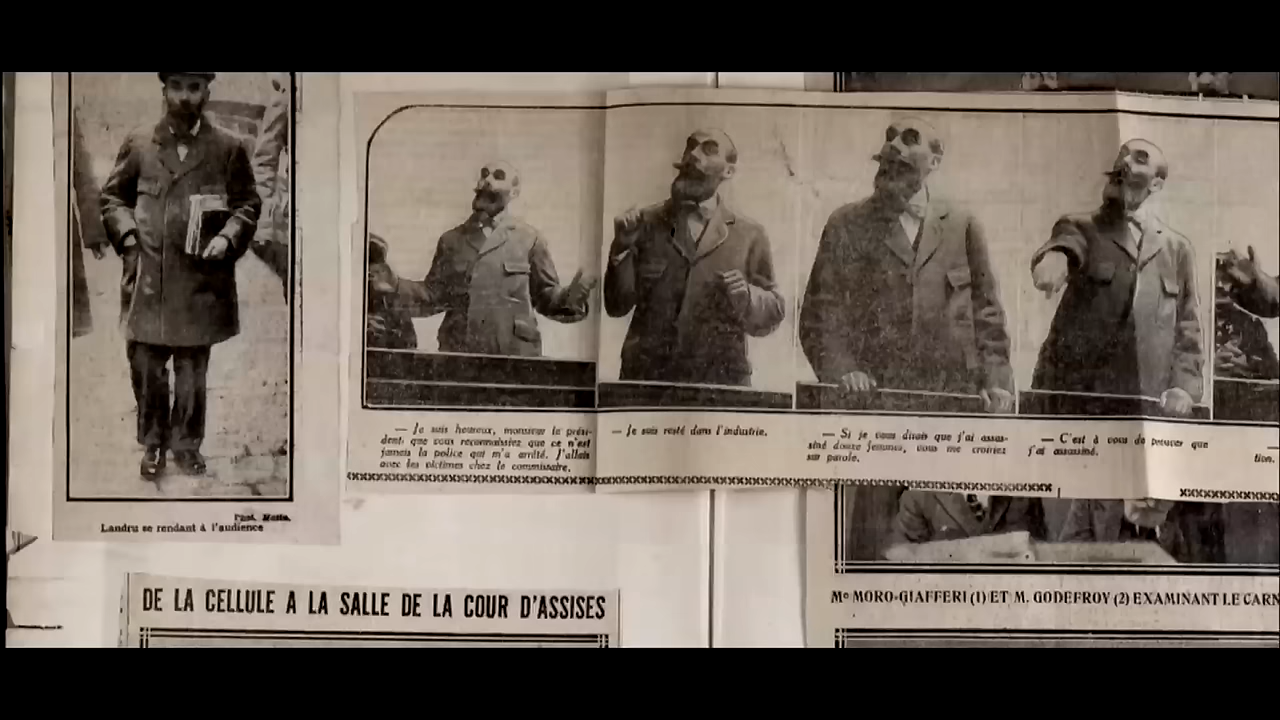 Phot. Matin.
Landru se rendant à l'audience
— Je suis heureux, monsieur le prési-
dent, que vous reconnaissiez que ce n'est
jamais la police qui m'a arrêté. J'allais
avec les victimes chez le commissaire.
— Je suis resté dans l'industrie.
— Si je vous disais que j'ai assas-
siné douze femmes, vous me croiriez
sur parole.
— C'est à vous de prouver que
j'ai assassiné.
—
tion.
DE LA CELLULE A LA SALLE DE LA COUR D'ASSISES
Me MORO-GIAFFERI (1) ET M. GODEFROY (2) EXAMINANT LE CARN